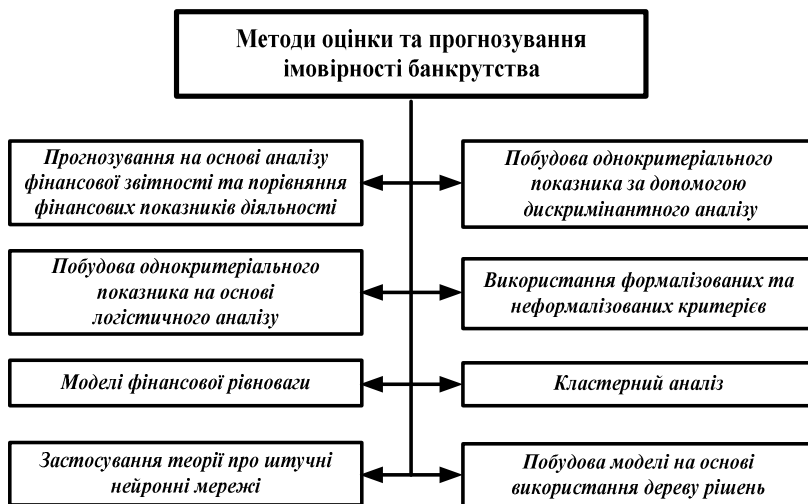 Методи оцінки та прогнозування
імовірності банкрутства
Прогнозування на основі аналізу
фінансової звітності та порівняння
фінансових показників діяльності
Побудова однокритеріального
показника за допомогою
дискримінантного аналізу
Побудова однокритеріального
показника на основі
логістичного аналізу
Використання формалізованих та
неформалізованих критеріїв
Моделі фінансової рівноваги
Кластерний аналіз
Застосування теорії про штучні
нейронні мережі
Побудова моделі на основі
використання дереву рішень